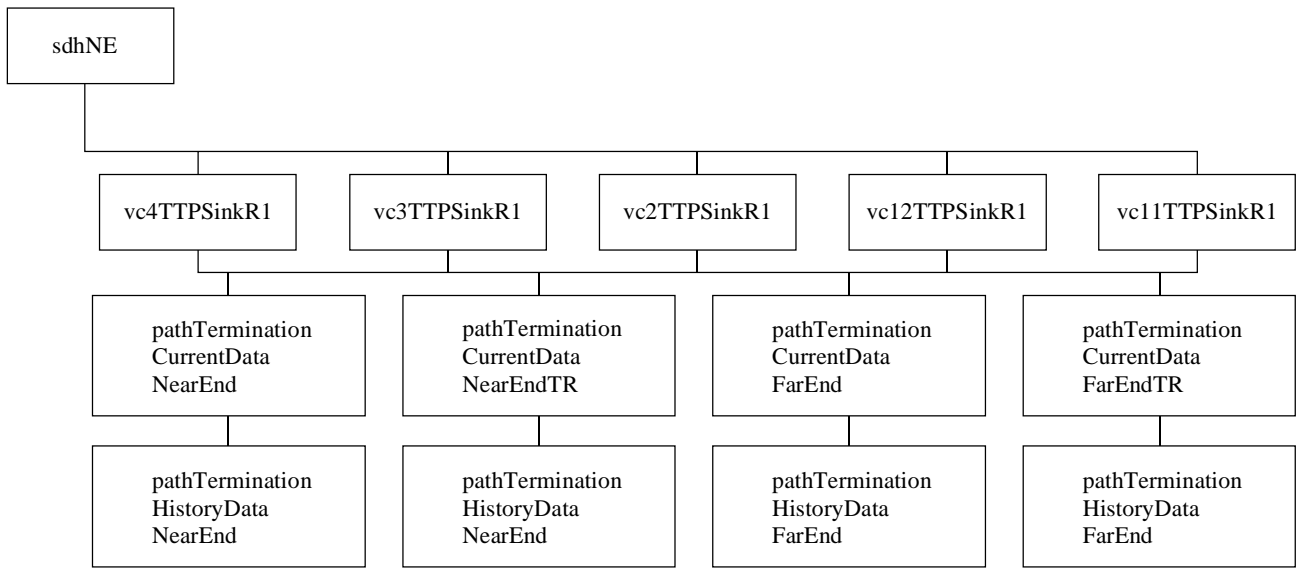 sdhNE
vc4TTPSinkR1
vc3TTPSinkR1
vc2TTPSinkR1
vc12TTPSinkR1
vc11TTPSinkR1
pathTermination
CurrentData
NearEnd
pathTermination
CurrentData
NearEndTR
pathTermination
CurrentData
FarEnd
pathTermination
CurrentData
FarEndTR
pathTermination
HistoryData
NearEnd
pathTermination
HistoryData
NearEnd
pathTermination
HistoryData
FarEnd
pathTermination
HistoryData
FarEnd